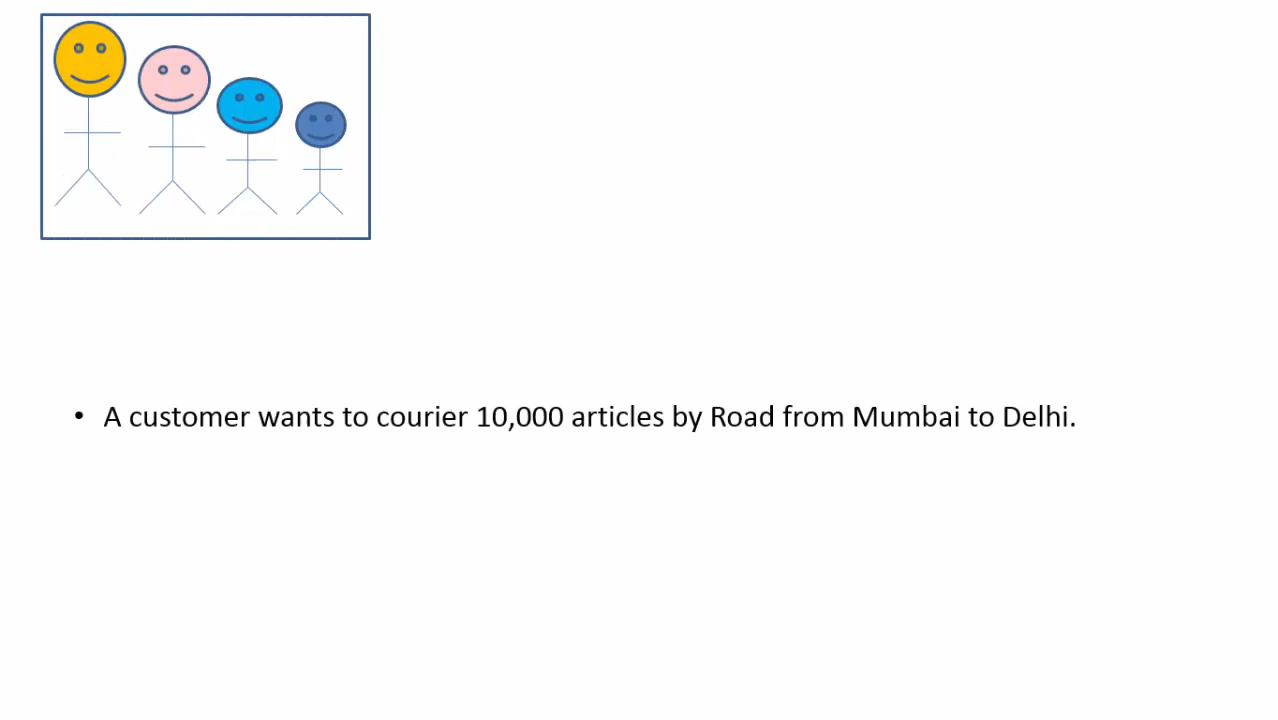 • A customer wants to courier 10,000 articles by Road from Mumbai to Delhi.